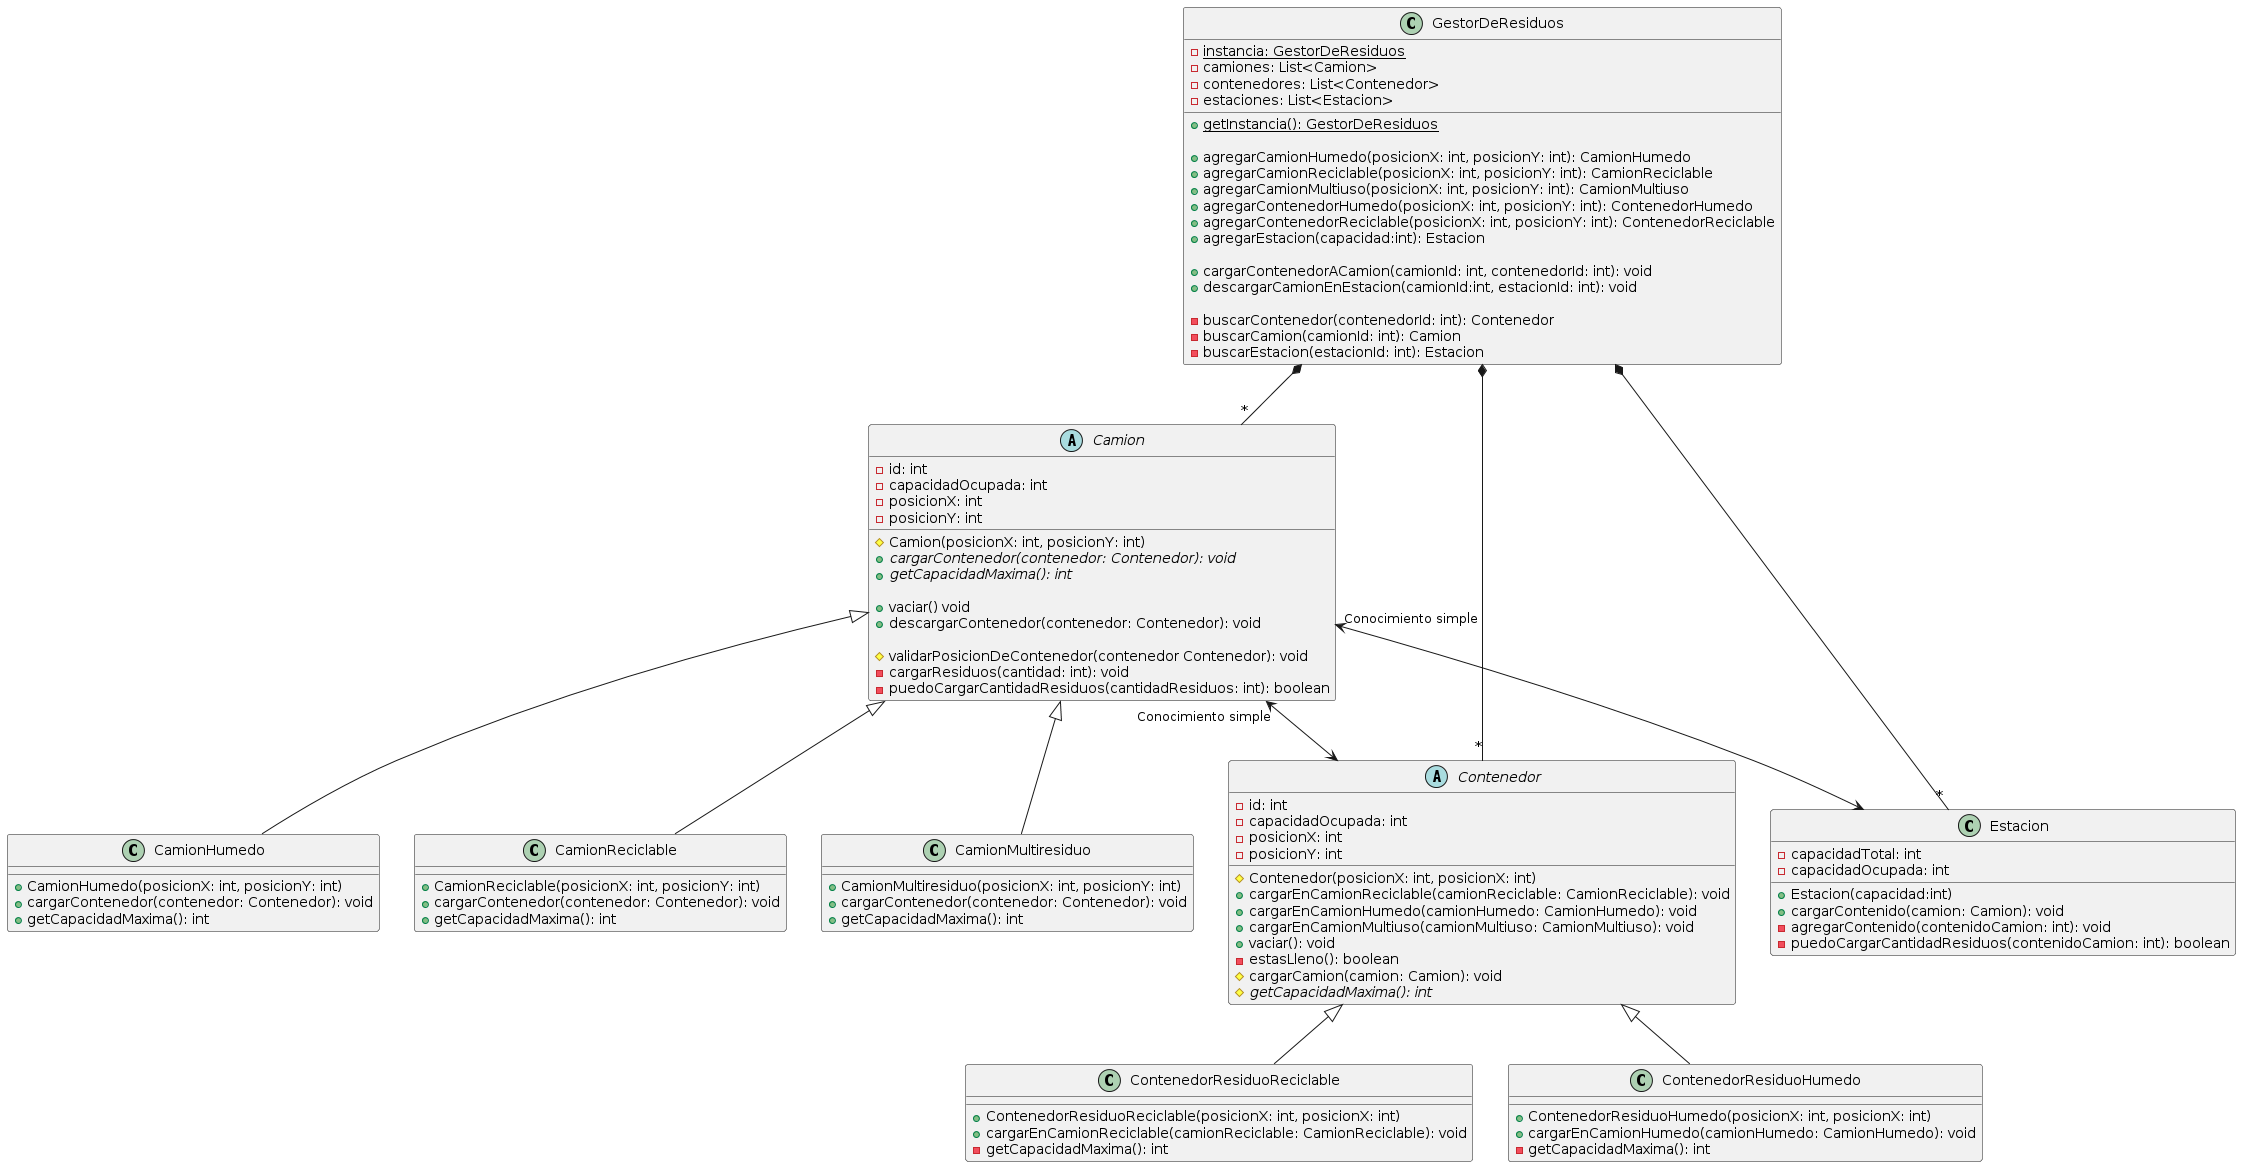 GestorDeResiduos
instancia: GestorDeResiduos
camiones: List<Camion>
contenedores: List<Contenedor>
estaciones: List<Estacion>
getInstancia(): GestorDeResiduos
agregarCamionHumedo(posicionX: int, posicionY: int): CamionHumedo
agregarCamionReciclable(posicionX: int, posicionY: int): CamionReciclable
agregarCamionMultiuso(posicionX: int, posicionY: int): CamionMultiuso
agregarContenedorHumedo(posicionX: int, posicionY: int): ContenedorHumedo
agregarContenedorReciclable(posicionX: int, posicionY: int): ContenedorReciclable
agregarEstacion(capacidad:int): Estacion
cargarContenedorACamion(camionId: int, contenedorId: int): void
descargarCamionEnEstacion(camionId:int, estacionId: int): void
buscarContenedor(contenedorId: int): Contenedor
buscarCamion(camionId: int): Camion
buscarEstacion(estacionId: int): Estacion
*
A Camion
id: int
capacidadOcupada: int
posicionX: int
posicionY: int
Camion(posicionX: int, posicionY: int)
cargarContenedor(contenedor: Contenedor): void
getCapacidadMaxima(): int
vaciar() void
descargarContenedor(contenedor: Contenedor): void
validarPosicionDeContenedor(contenedor Contenedor): void
cargarResiduos(cantidad: int): void
puedoCargarCantidadResiduos(cantidadResiduos: int): boolean
Conocimiento simple
Conocimiento simple
*
*
C CamionHumedo
CamionHumedo(posicionX: int, posicionY: int)
cargarContenedor(contenedor: Contenedor): void
getCapacidadMaxima(): int
C CamionReciclable
CamionReciclable(posicionX: int, posicionY: int)
cargarContenedor(contenedor: Contenedor): void
getCapacidadMaxima(): int
C CamionMultiresiduo
CamionMultiresiduo(posicionX: int, posicionY: int)
cargarContenedor(contenedor: Contenedor): void
getCapacidadMaxima(): int
A Contenedor
id: int
capacidadOcupada: int
posicionX: int
posicionY: int
Contenedor(posicionX: int, posicionX: int)
cargarEnCamionReciclable(camionReciclable: CamionReciclable): void
cargarEnCamionHumedo(camionHumedo: CamionHumedo): void
cargarEnCamionMultiuso(camionMultiuso: CamionMultiuso): void
vaciar(): void
estasLleno(): boolean
cargarCamion(camion: Camion): void
getCapacidadMaxima(): int
C Estacion
capacidadTotal: int
capacidadOcupada: int
Estacion(capacidad:int)
cargarContenido(camion: Camion): void
agregarContenido(contenidoCamion: int): void
puedoCargarCantidadResiduos(contenidoCamion: int): boolean
C ContenedorResiduoReciclable
ContenedorResiduoReciclable(posicionX: int, posicionX: int)
cargarEnCamionReciclable(camionReciclable: CamionReciclable): void
getCapacidadMaxima(): int
C ContenedorResiduoHumedo
ContenedorResiduoHumedo(posicionX: int, posicionX: int)
cargarEnCamionHumedo(camionHumedo: CamionHumedo): void
getCapacidadMaxima(): int